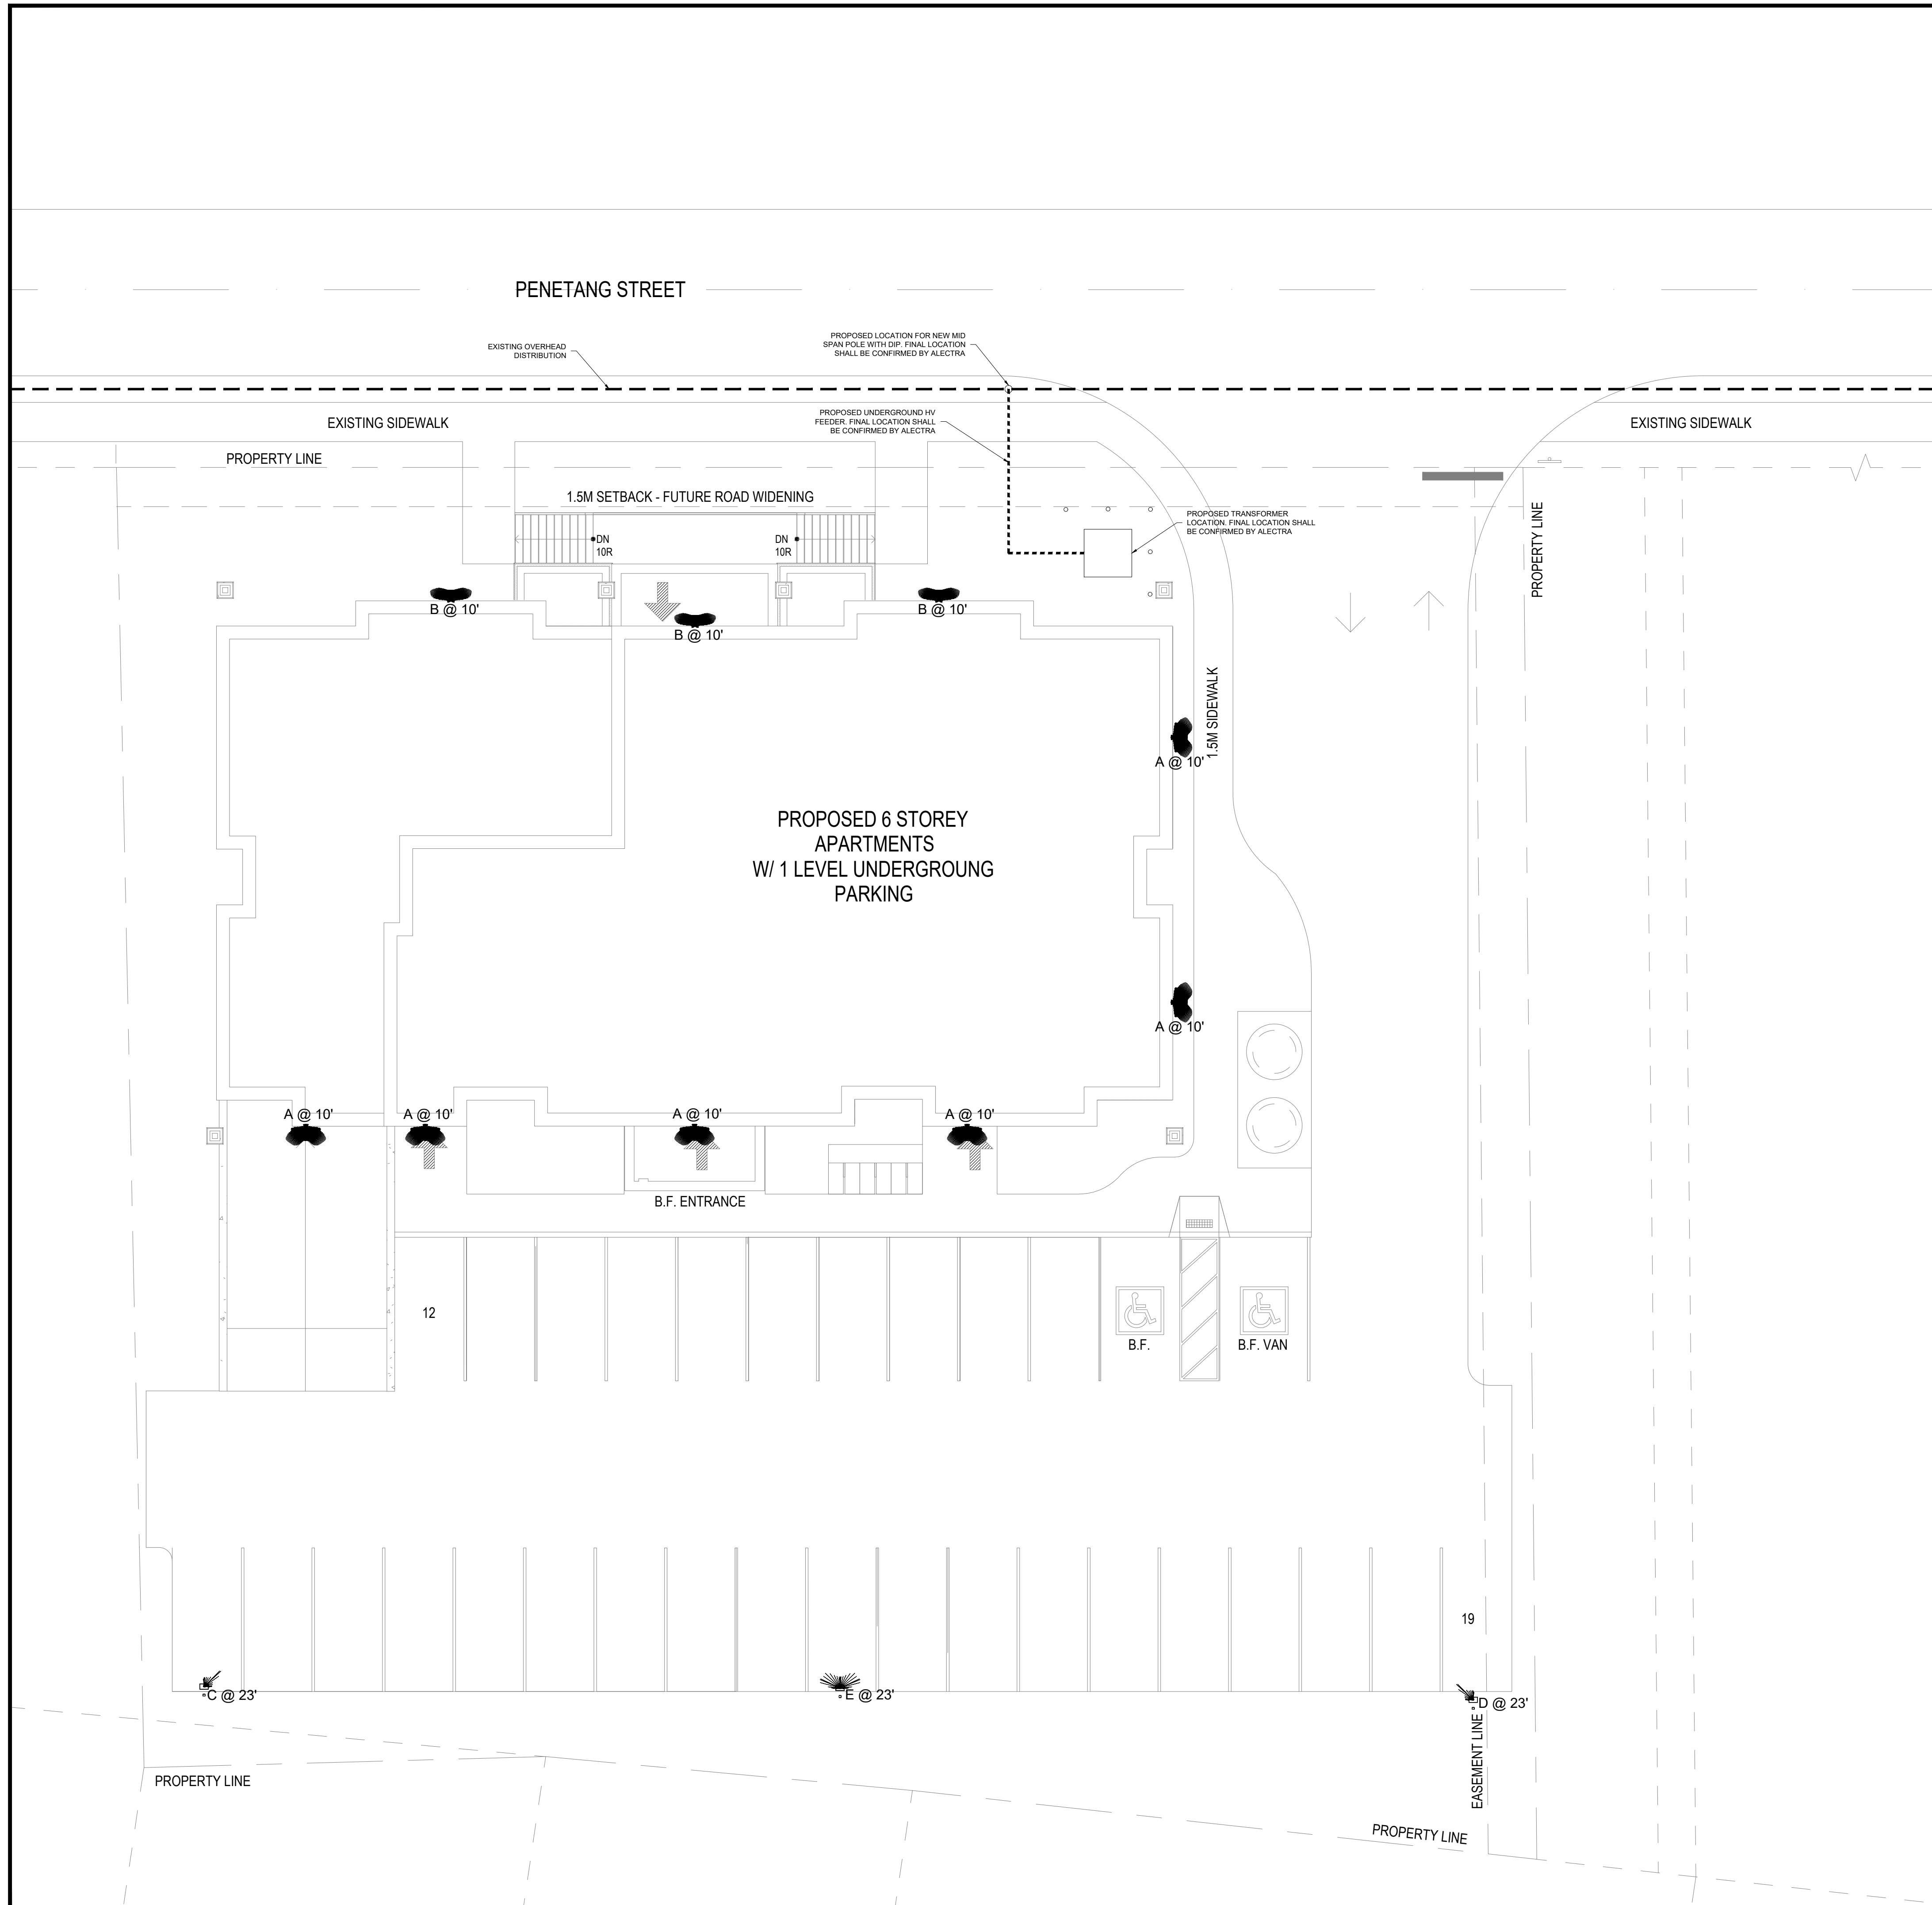 PENETANG STREET
EXISTING OVERHEAD
DISTRIBUTION
PROPOSED LOCATION FOR NEW MID
SPAN POLE WITH DIP. FINAL LOCATION
SHALL BE CONFIRMED BY ALECTRA
EXISTING SIDEWALK
PROPOSED UNDERGROUND HV
FEEDER. FINAL LOCATION SHALL
BE CONFIRMED BY ALECTRA
EXISTING SIDEWALK
PROPERTY LINE
1.5M SETBACK - FUTURE ROAD WIDENING
PROPOSED TRANSFORMER
LOCATION. FINAL LOCATION SHALL
BE CONFIRMED BY ALECTRA
PROPERTY LINE
DN
10R
DN
10R
B @ 10'
B @ 10'
B @ 10'
1.5M SIDEWALK
A @ 10'
PROPOSED 6 STOREY
APARTMENTS
W/ 1 LEVEL UNDERGROUNG
PARKING
A @ 10'
A @ 10'
A @ 10'
A @ 10'
A @ 10'
B.F. ENTRANCE
12
B.F.
B.F. VAN
19
C @ 23'
E @ 23'
D @ 23'
EASEMENT LINE
PROPERTY LINE
PROPERTY LINE